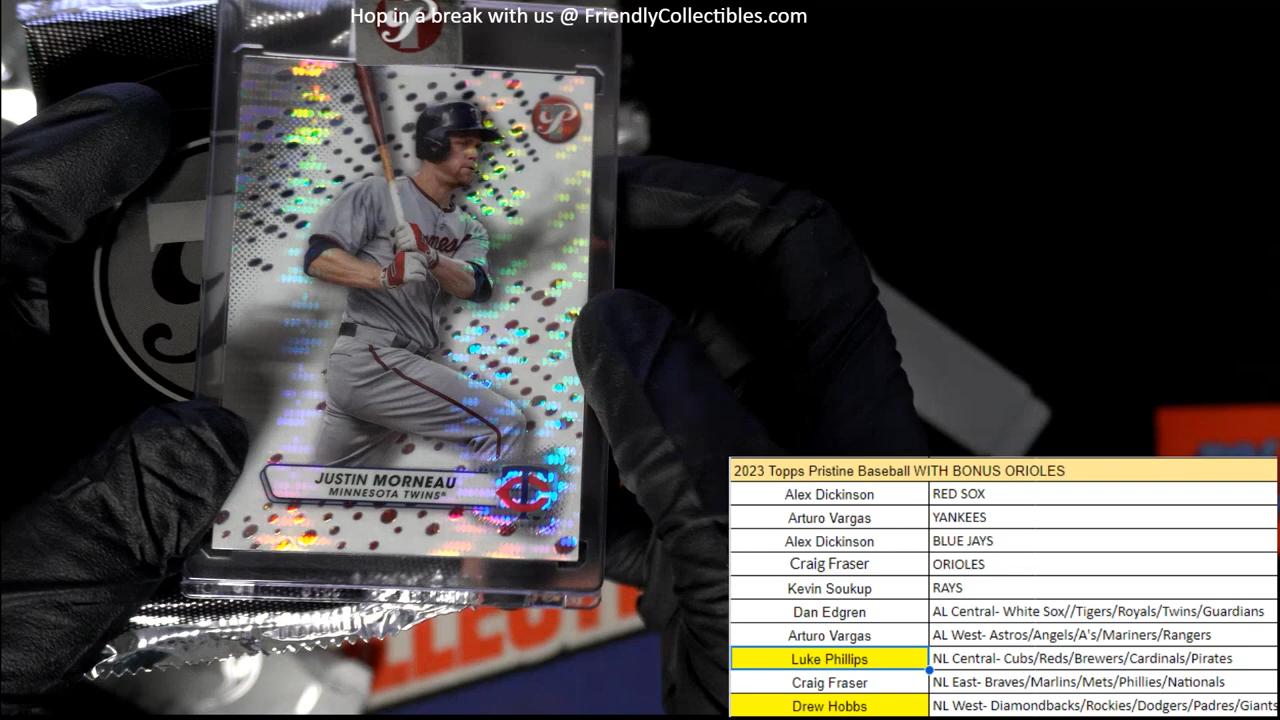 Hop in a break with us @ FriendlyCollectibles.com
JUSTIN MORNEAU
MINNESOTA TWINS®
2023 Topps Pristine Baseball WITH BONUS ORIOLES
Alex Dickinson RED SOX
Arturo Vargas YANKEES
Alex Dickinson BLUE JAYS
Craig Fraser ORIOLES
Kevin Soukup RAYS
Dan Edgren AL Central- White Sox//Tigers/Royals/Twins/Guardians
Arturo Vargas AL West- Astros/Angels/A's/Mariners/Rangers
Luke Phillips NL Central- Cubs/Reds/Brewers/Cardinals/Pirates
Craig Fraser NL East- Braves/Marlins/Mets/Phillies/Nationals
Drew Hobbs NL West- Diamondbacks/Rockies/Dodgers/Padres/Giants